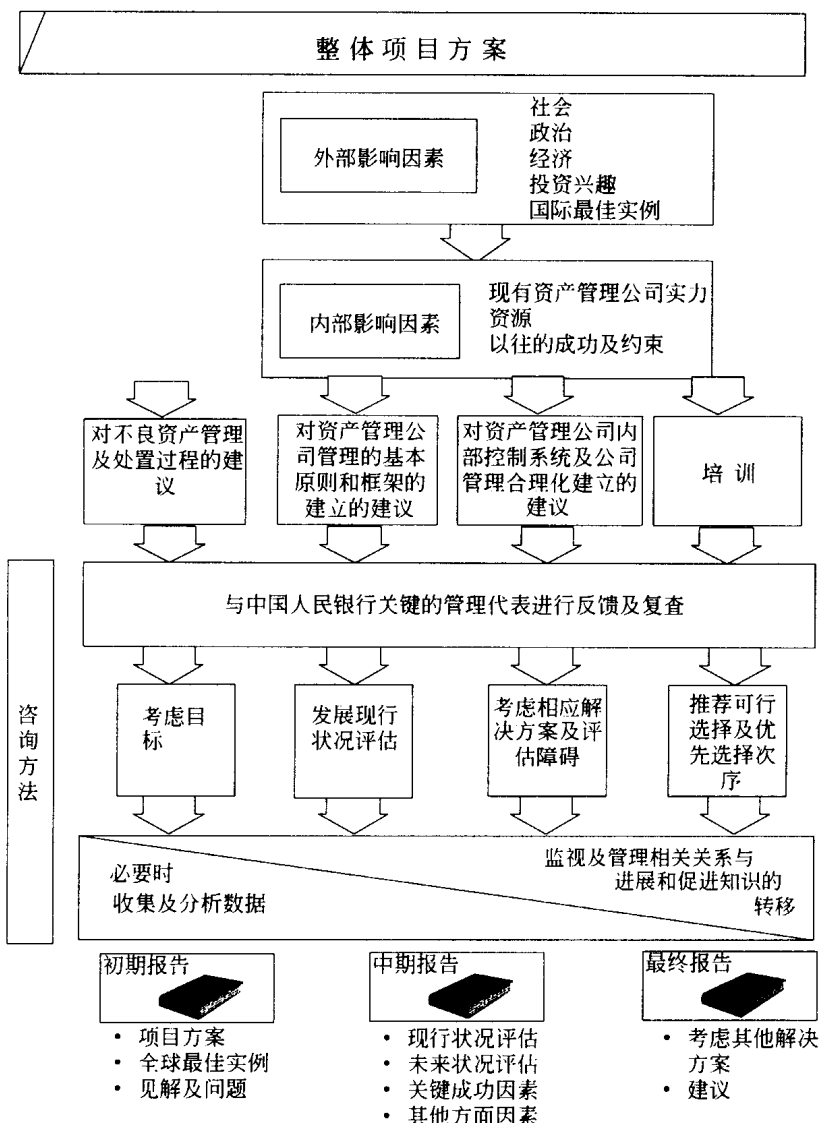 整体项目方案
外部影响因素
社会
政治
经济
投资兴趣
国际最佳实例
内部影响因素
现有资产管理公司实力
资源
以往的成功及约束
对不良资产管理
及处置过程的建
议
对资产管理公
司管理的基本
原则和框架的
建立的建议
对资产管理公司内
部控制系统及公司
管理合理化建立的
建议
培训
咨询方法
与中国人民银行关键的管理代表进行反馈及复查
考虑目
标
发展现行
状况评估
考虑相应解
决方案及评
估障碍
推荐可行
选择及优
先选择次
序
必要时
收集及分析数据
监视及管理相关关系与
进展和促进知识的
转移
初期报告
• 项目方案
• 全球最佳实例
• 见解及问题
中期报告
• 现行状况评估
• 未来状况评估
• 关键成功因素
• 其他方面因素
最终报告
• 考虑其他解决
方案
• 建议